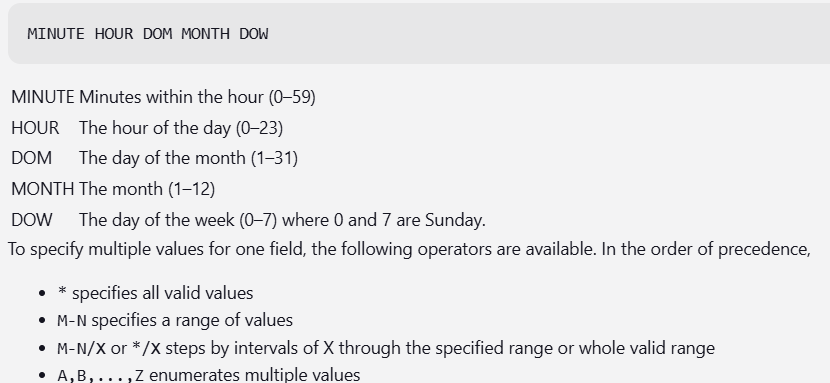 MINUTE HOUR DOM MONTH DOW
MINUTE Minutes within the hour (0–59)
HOUR The hour of the day (0–23)
DOM The day of the month (1–31)
MONTH The month (1–12)
DOW The day of the week (0–7) where 0 and 7 are Sunday.
To specify multiple values for one field, the following operators are available. In the order of precedence,
• * specifies all valid values
• M-N specifies a range of values
• M-N/X or */X steps by intervals of X through the specified range or whole valid range
• A,B,...,Z enumerates multiple values